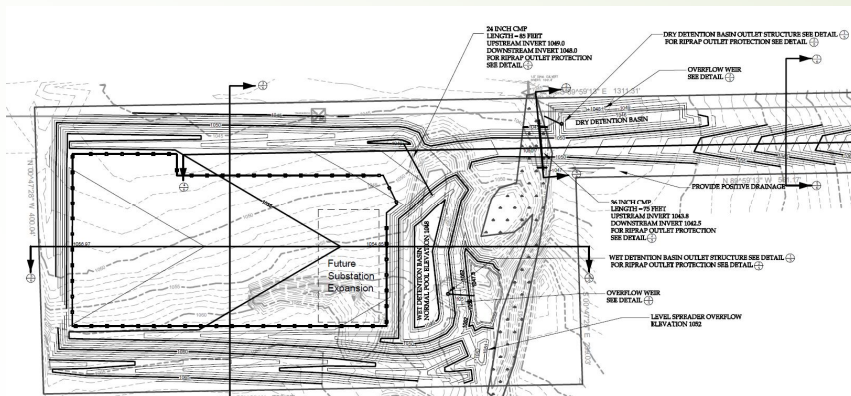 24 INCH CMP
LENGTH = 85 FEET
UPSTREAM INVERT 1049.0
DOWNSTREAM INVERT 1048.0
FOR RIPRAP OUTLET PROTECTION
SEE DETAIL
DRY DETENTION BASIN OUTLET STRUCTURE SEE DETAIL
FOR RIPRAP OUTLET PROTECTION SEE DETAIL
OVERFLOW WEIR
SEE DETAIL
DRY DETENTION BASIN
PROVIDE POSITIVE DRAINAGE
36 INCH CMP
LENGTH = 75 FEET
UPSTREAM INVERT 1043.8
DOWNSTREAM INVERT 1042.5
FOR RIPRAP OUTLET PROTECTION
SEE DETAIL
WET DETENTION BASIN OUTLET STRUCTURE SEE DETAIL
FOR RIPRAP OUTLET PROTECTION SEE DETAIL
OVERFLOW WEIR
SEE DETAIL
LEVEL SPREADER OVERFLOW
ELEVATION 1052
WET DETENTION BASIN
NORMAL POOL ELEVATION 1048
Future
Substation
Expansion